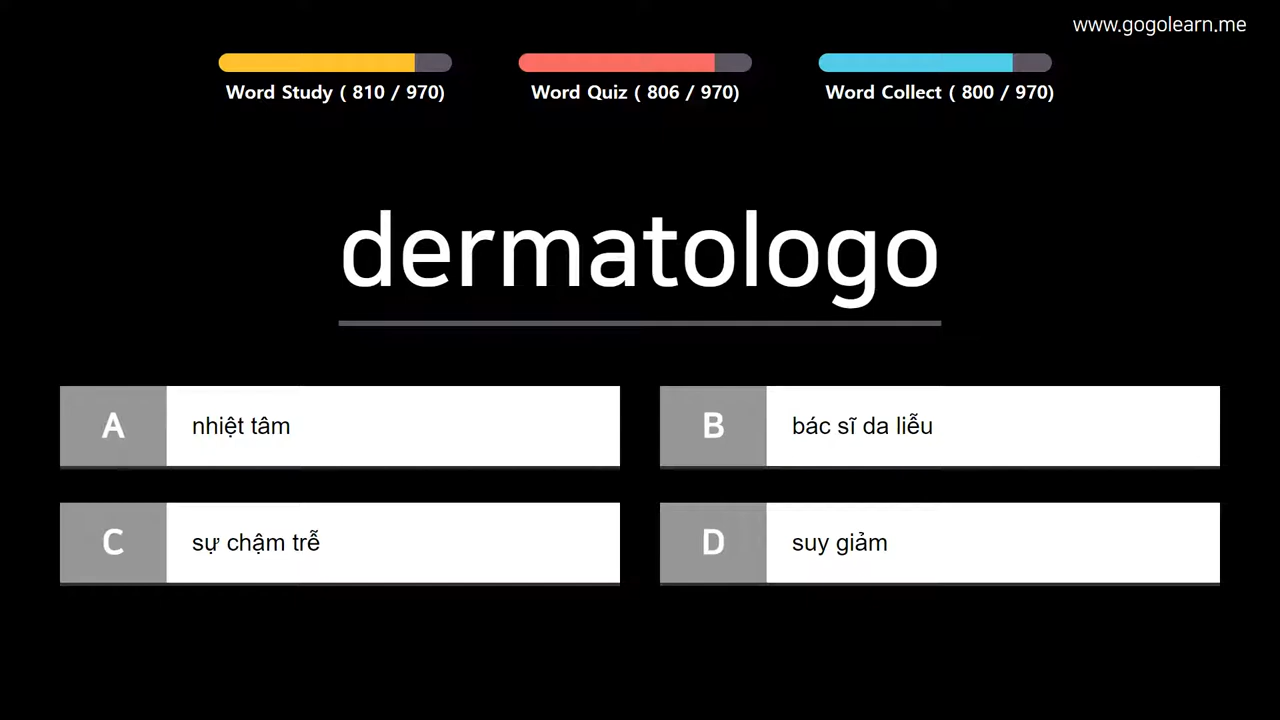 www.gogolearn.me
Word Study ( 810 / 970)
Word Quiz ( 806 / 970)
Word Collect ( 800 / 970)
dermatologo
A nhiệt tâm
B bác sĩ da liễu
C sự chậm trễ
D suy giảm